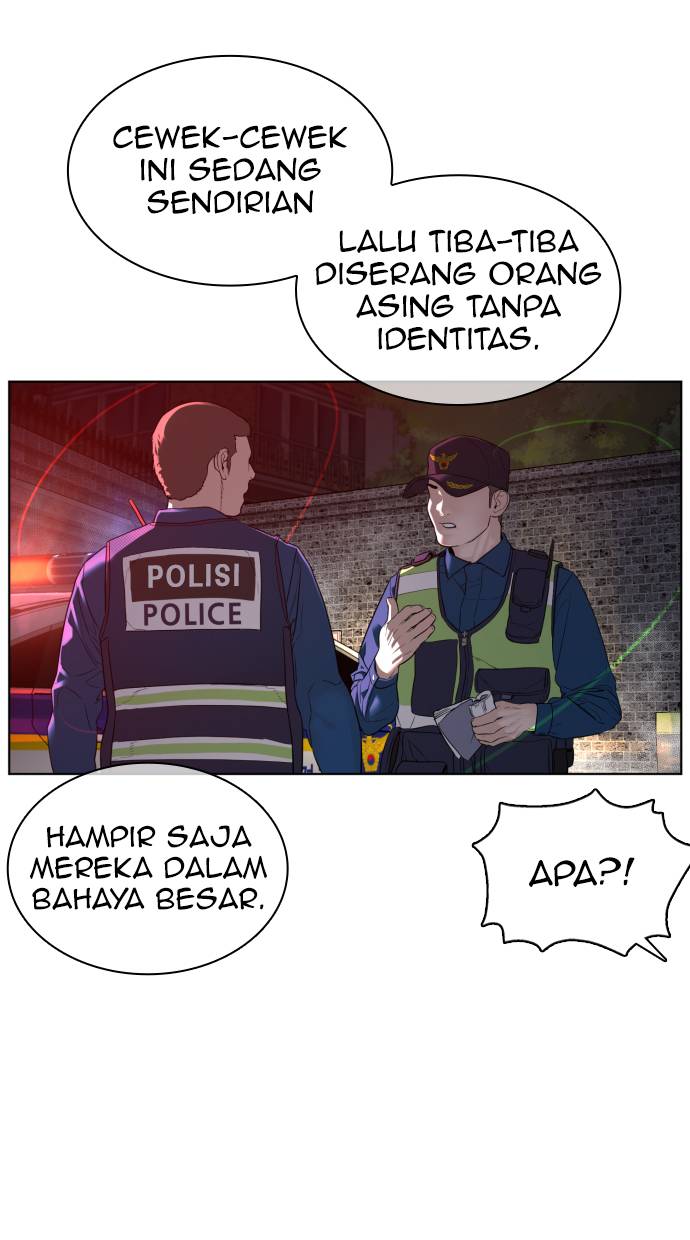 CEWEK-CEWEK
INI SEDANG
SENDIRIAN
LALU TIBA-TIBA
DISERANG ORANG
ASING TANPA
IDENTITAS.
POLISI
POLICE
HAMPIR SAJA
MEREKA DALAM
BAHAYA BESAR.
APA?!